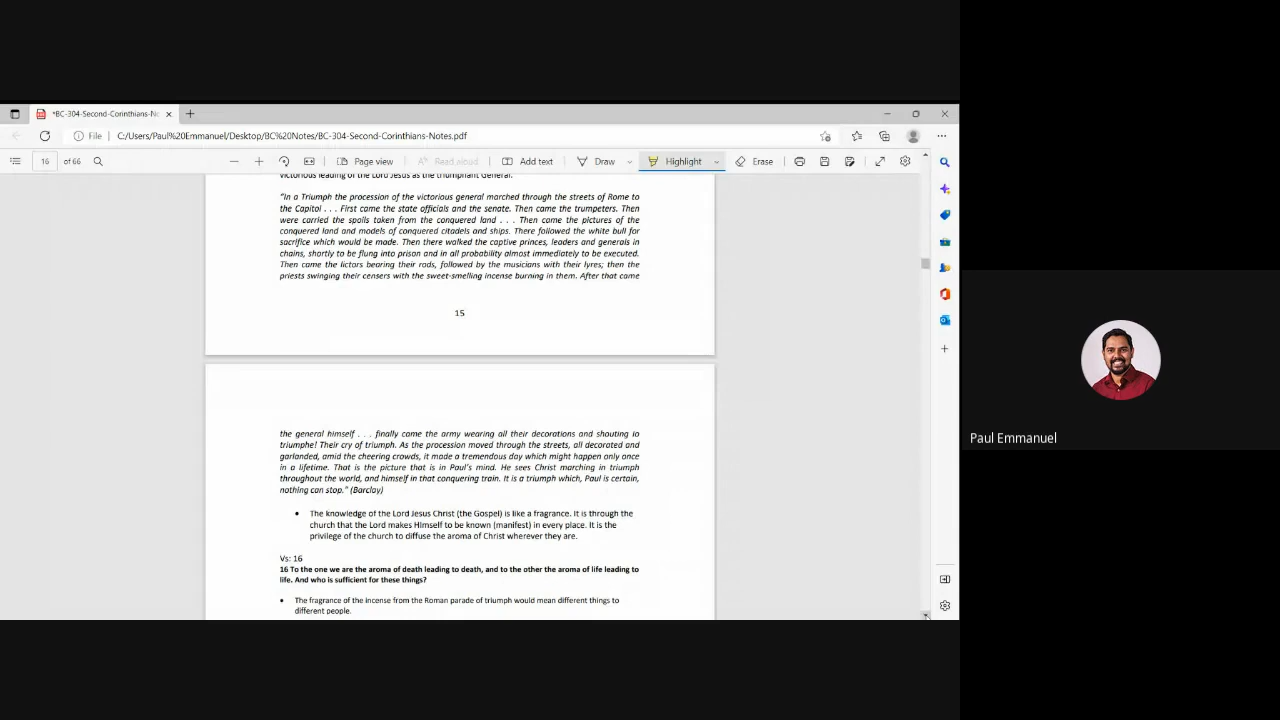 *BC-304-Second-Corinthians-No
File
C:/Users/Paul%20Emmanuel/Desktop/BC%20Notes/BC-304-Second-Corinthians-Notes.pdf
16 of 66
Page view
Read aloud
Add text
Draw
Highlight
Erase
victorious leading of the Lord Jesus as the triumphant General.
"In a Triumph the procession of the victorious general marched through the streets of Rome to
the Capitol . . . First came the state officials and the senate. Then came the trumpeters. Then
were carried the spoils taken from the conquered land . . . Then came the pictures of the
conquered land and models of conquered citadels and ships. There followed the white bull for
sacrifice which would be made. Then there walked the captive princes, leaders and generals in
chains, shortly to be flung into prison and in all probability almost immediately to be executed.
Then came the lictors bearing their rods, followed by the musicians with their lyres; then the
priests swinging their censers with the sweet-smelling incense burning in them. After that came
15
the general himself . . . finally came the army wearing all their decorations and shouting Io
triumphe! Their cry of triumph. As the procession moved through the streets, all decorated and
garlanded, amid the cheering crowds, it made a tremendous day which might happen only once
in a lifetime. That is the picture that is in Paul's mind. He sees Christ marching in triumph
throughout the world, and himself in that conquering train. It is a triumph which, Paul is certain,
nothing can stop." (Barclay)
• The knowledge of the Lord Jesus Christ (the Gospel) is like a fragrance. It is through the
church that the Lord makes HImself to be known (manifest) in every place. It is the
privilege of the church to diffuse the aroma of Christ wherever they are.
Vs: 16
16 To the one we are the aroma of death leading to death, and to the other the aroma of life leading to
life. And who is sufficient for these things?
• The fragrance of the incense from the Roman parade of triumph would mean different things to
different people.
Paul Emmanuel